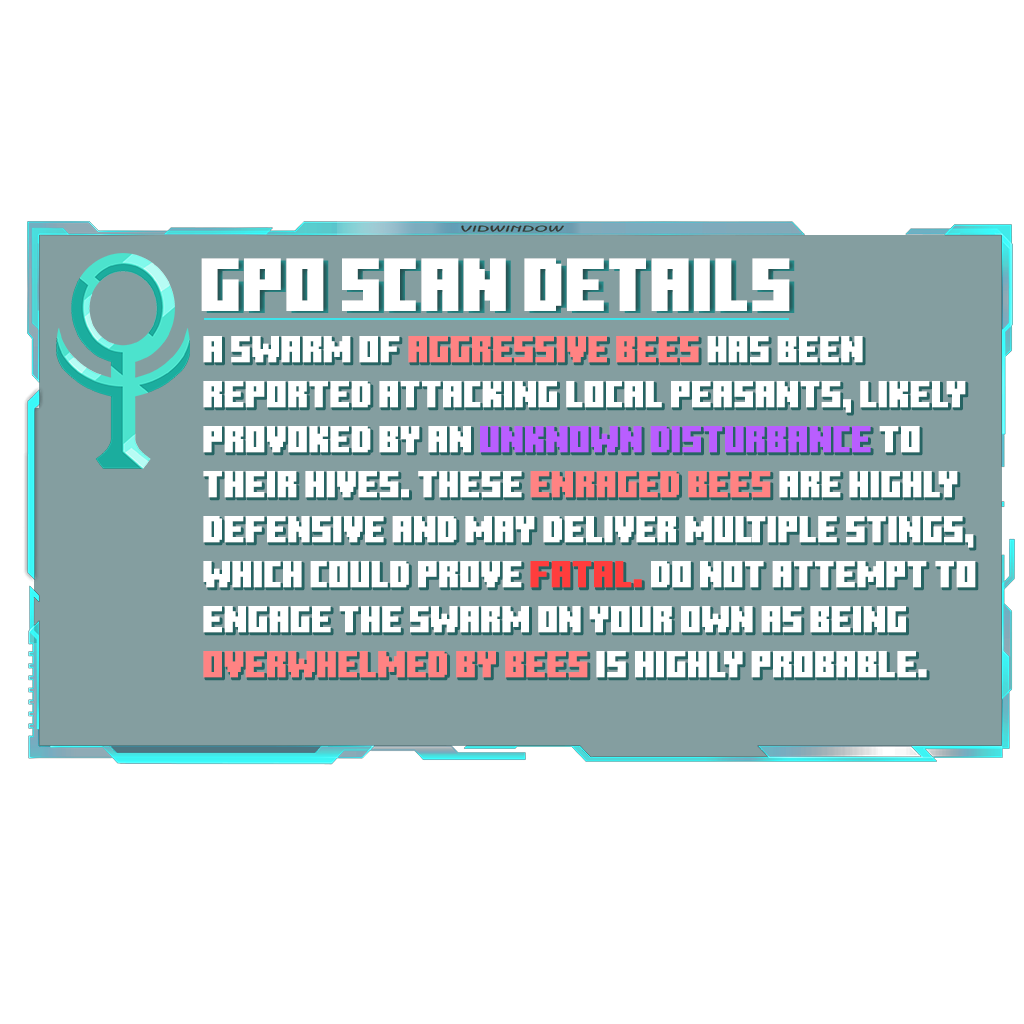 VIDWINDOW
GPO SCAN DETAILS
A SWARM OF AGGRESSIVE BEES HAS BEEN
REPORTED ATTACKING LOCAL PEASANTS, LIKELY
PROVOKED BY AN UNKNOWN DISTURBANCE TO
THEIR HIVES. THESE ENRAGED BEES ARE HIGHLY
DEFENSIVE AND MAY DELIVER MULTIPLE STINGS,
WHICH COULD PROVE FATAL. DO NOT ATTEMPT TO
ENGAGE THE SWARM ON YOUR OWN AS BEING
OVERWHELMED BY BEES IS HIGHLY PROBABLE.